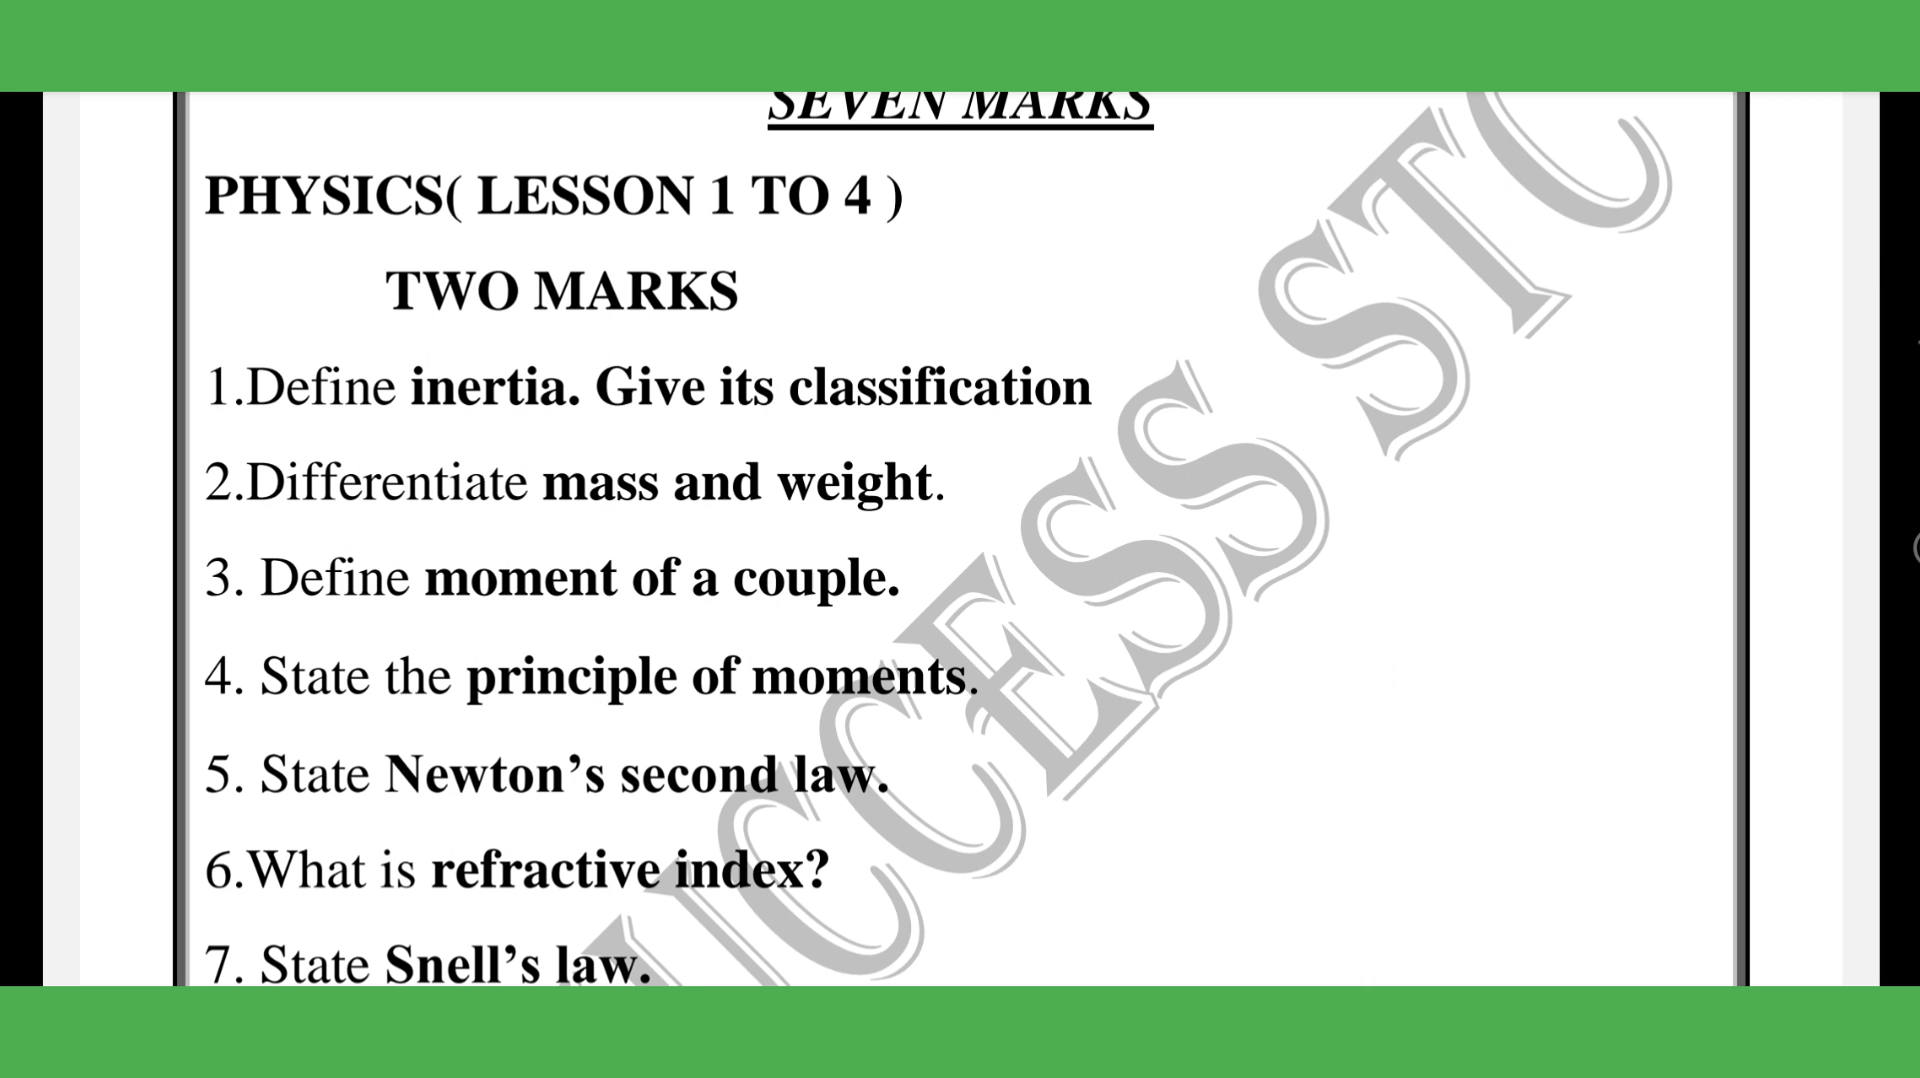 SEVEN MARKS
PHYSICS( LESSON 1 TO 4 )
TWO MARKS
1.Define inertia. Give its classification
2.Differentiate mass and weight.
3. Define moment of a couple.
4. State the principle of moments.
5. State Newton’s second law.
6.What is refractive index?
7. State Snell’s law.